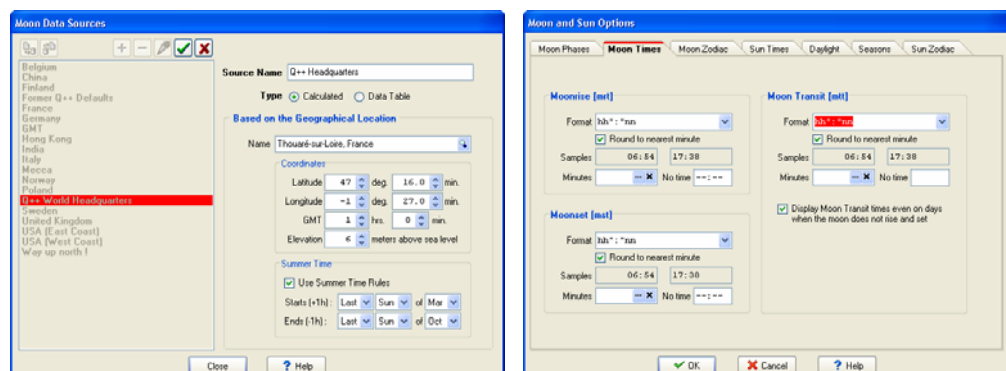 Moon Data Sources
Belgium
China
Finland
Former Q++ Defaults
France
Germany
GMT
Hong Kong
India
Italy
Mecca
Norway
Poland
Q++ World Headquarters
Sweden
United Kingdom
USA (East Coast)
USA (West Coast)
Way up north !
Source Name Q++ Headquarters
Type Calculated Data Table
Based on the Geographical Location
Name Thouaré-sur-Loire, France
Coordinates
Latitude 47 deg. 16.0 min.
Longitude -1 deg. 27.0 min.
GMT 1 hrs. 0 min.
Elevation 6 meters above sea level
Summer Time
Use Summer Time Rules
Starts (+1h) : Last Sun of Mar
Ends (-1h) : Last Sun of Oct
Close ? Help
Moon and Sun Options
Moon Phases Moon Times Moon Zodiac Sun Times Daylight Seasons Sun Zodiac
Moonrise [mrt]
Format hh":"nn
Round to nearest minute
Samples 06:54 17:38
Minutes No time --:--
Moonset [mst]
Format hh":"nn
Round to nearest minute
Samples 06:54 17:38
Minutes No time --:--
Moon Transit [mtt]
Format hh":"nn
Round to nearest minute
Samples 06:54 17:38
Minutes No time
Display Moon Transit times even on days
when the moon does not rise and set
OK Cancel ? Help